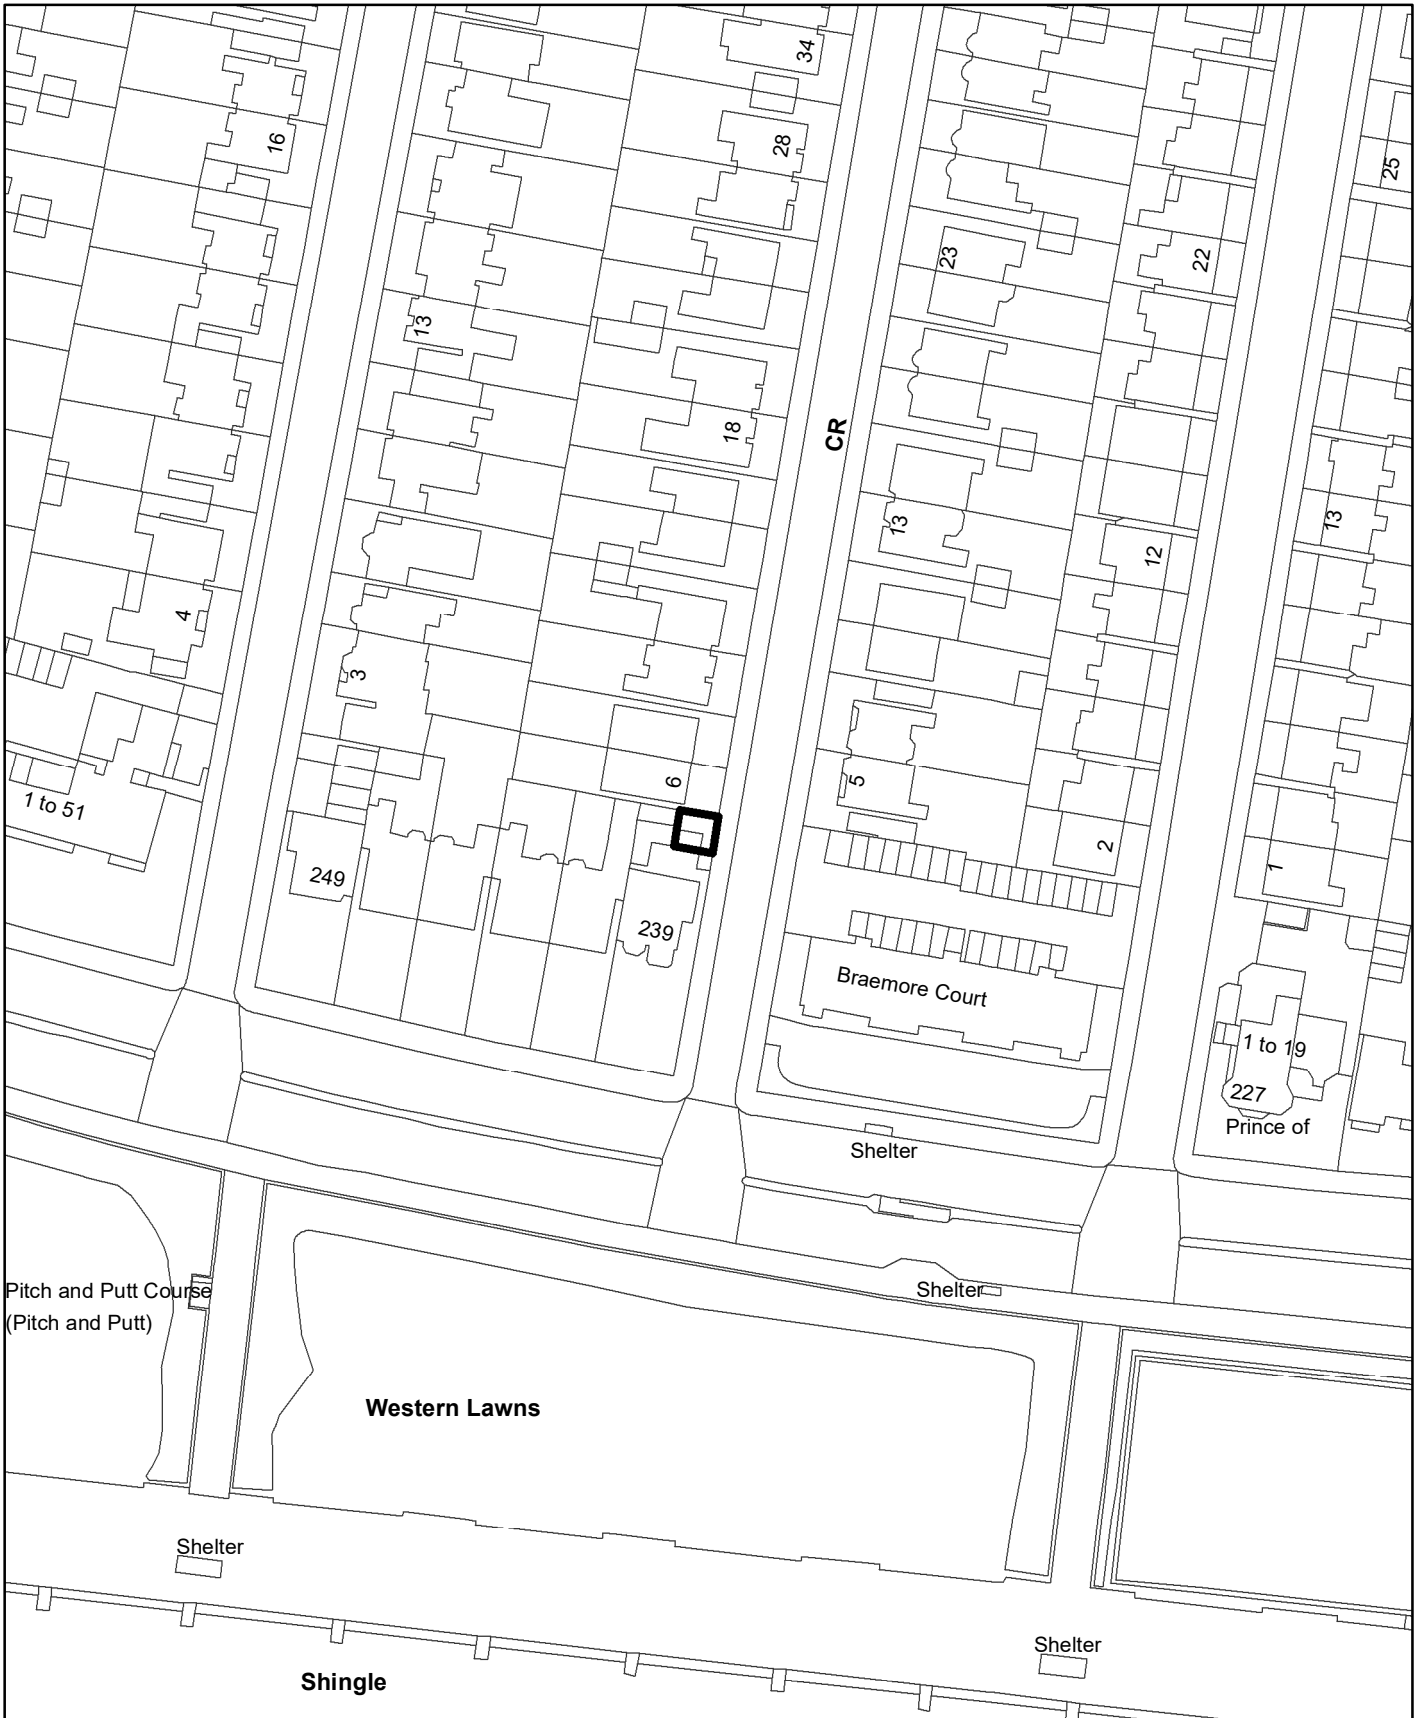 34
16
28
25
23
22
13
CR
18
13
13
12
4
3
6
5
1 to 51
2
1
249
239
Braemore Court
1 to 19
227
Prince of
Shelter
Pitch and Putt Course
(Pitch and Putt)
Shelter
Western Lawns
Shelter
Shelter
Shingle